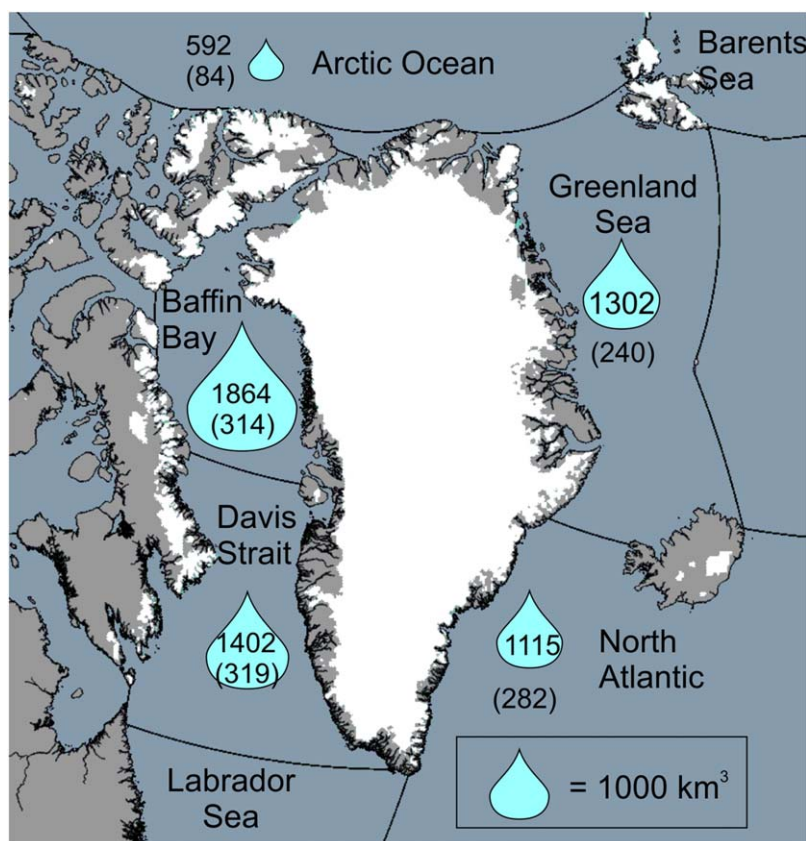 592
(84)
Arctic Ocean
Barents
Sea
Greenland
Sea
1302
(240)
Baffin
Bay
1864
(314)
Davis
Strait
1402
(319)
1115
(282)
North
Atlantic
Labrador
Sea
= 1000 km³